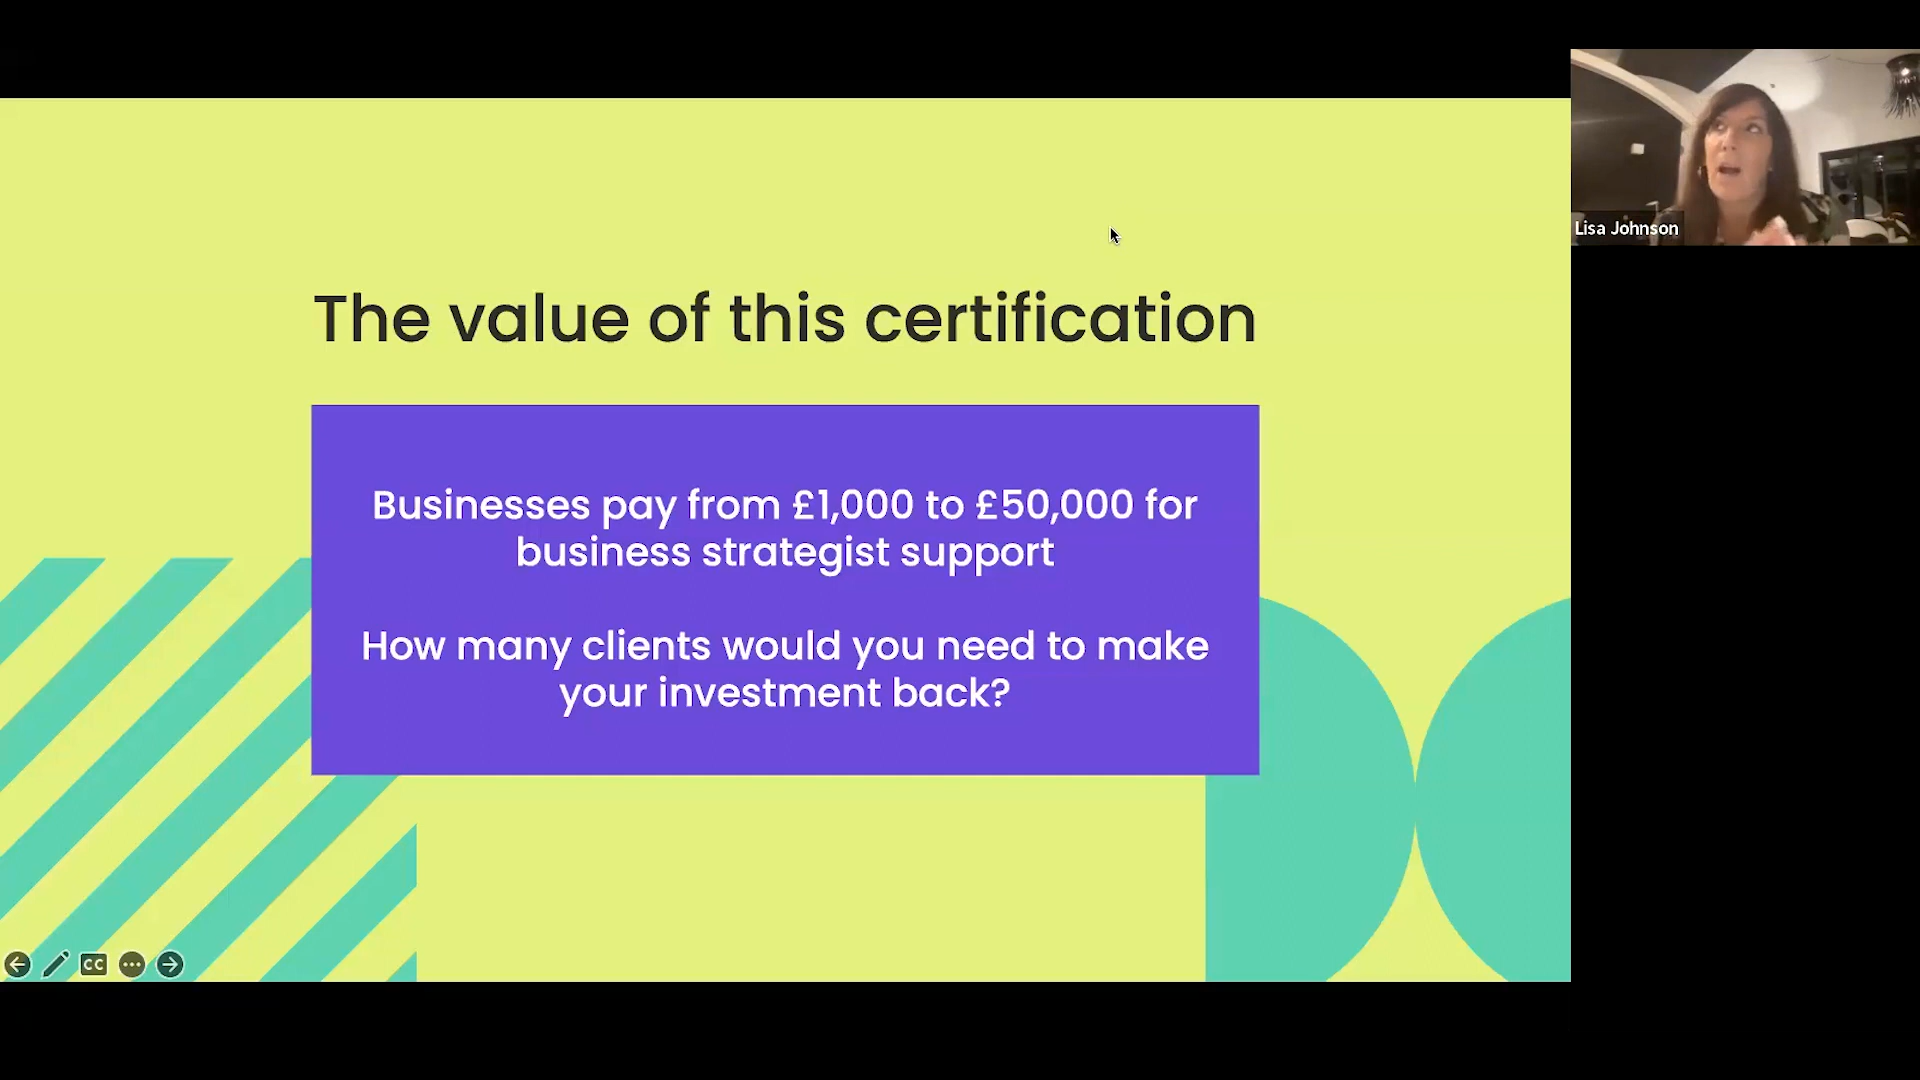 The value of this certification
Businesses pay from £1,000 to £50,000 for
business strategist support
How many clients would you need to make
your investment back?
Lisa Johnson
CC